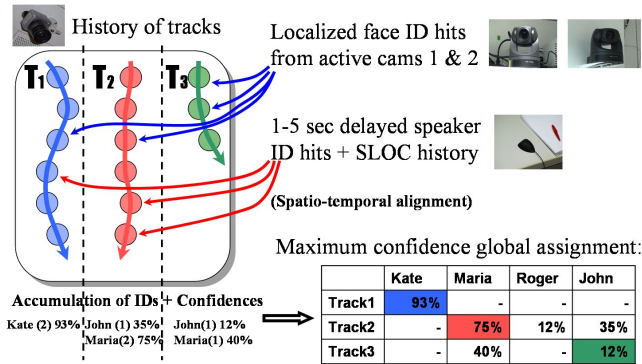 History of tracks
Localized face ID hits
from active cams 1 & 2
T1 T2 T3
1-5 sec delayed speaker
ID hits + SLOC history
(Spatio-temporal alignment)
Maximum confidence global assignment:
Accumulation of IDs + Confidences
Kate (2) 93% John (1) 35% John(1) 12%
Maria(2) 75% Maria(1) 40%
Kate Maria Roger John
Track1 93% - - -
Track2 - 75% 12% 35%
Track3 - 40% - 12%